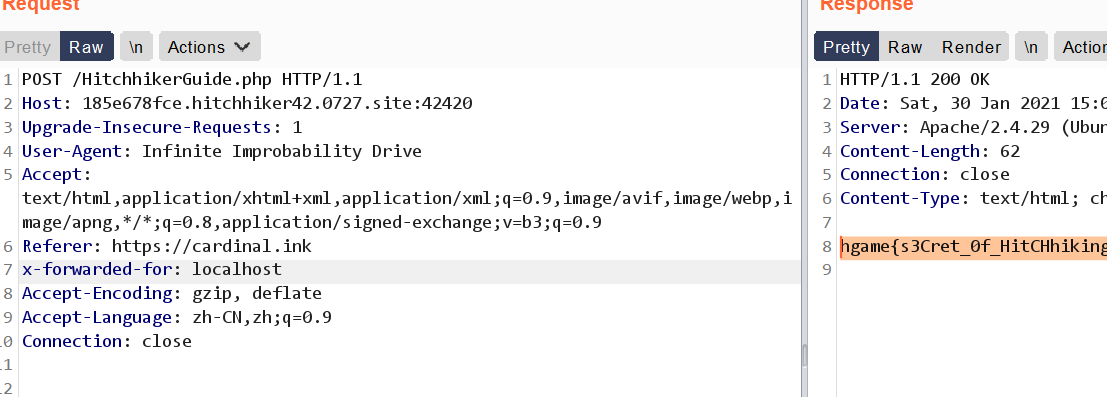 Request
Pretty Raw \n Actions
1 POST /HitchhikerGuide.php HTTP/1.1
2 Host: 185e678fce.hitchhiker42.0727.site:42420
3 Upgrade-Insecure-Requests: 1
4 User-Agent: Infinite Improbability Drive
5 Accept:
text/html,application/xhtml+xml,application/xml;q=0.9,image/avif,image/webp,i
mage/apng,*/*;q=0.8,application/signed-exchange;v=b3;q=0.9
6 Referer: https://cardinal.ink
7 x-forwarded-for: localhost
8 Accept-Encoding: gzip, deflate
9 Accept-Language: zh-CN,zh;q=0.9
10 Connection: close
11
12
Response
Pretty Raw Render \n Action
1 HTTP/1.1 200 OK
2 Date: Sat, 30 Jan 2021 15:0
3 Server: Apache/2.4.29 (Ubun
4 Content-Length: 62
5 Connection: close
6 Content-Type: text/html; ch
7
8 hgame{s3Cret_0f_HitCHhiking
9